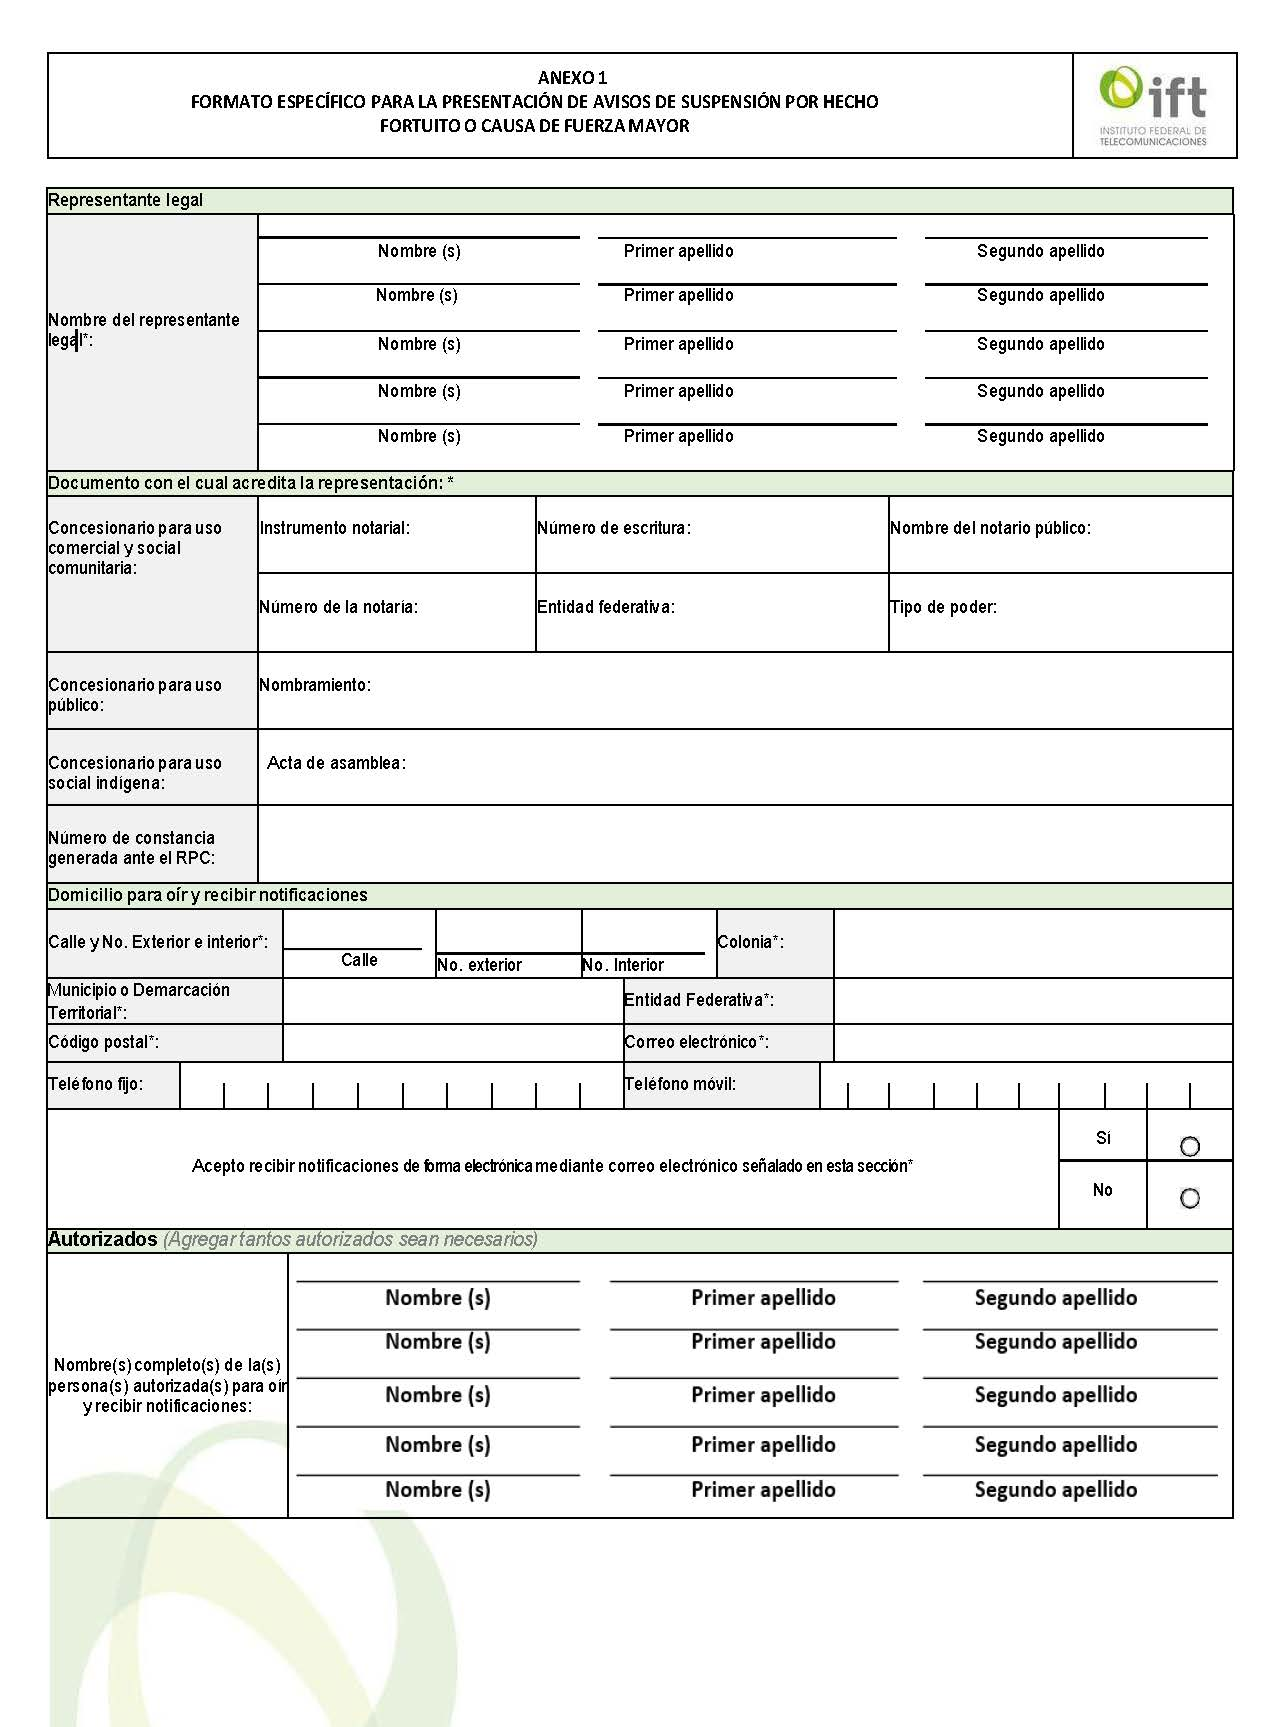 ANEXO 1
FORMATO ESPECÍFICO PARA LA PRESENTACIÓN DE AVISOS DE SUSPENSIÓN POR HECHO
FORTUITO O CAUSA DE FUERZA MAYOR
ift
INSTITUTO FEDERAL DE
TELECOMUNICACIONES
Representante legal
Nombre del representante
legal*:
Nombre (s) Primer apellido Segundo apellido
Nombre (s) Primer apellido Segundo apellido
Nombre (s) Primer apellido Segundo apellido
Nombre (s) Primer apellido Segundo apellido
Nombre (s) Primer apellido Segundo apellido
Documento con el cual acredita la representación: *
Concesionario para uso
comercial y social
comunitaria:
Instrumento notarial: Número de escritura: Nombre del notario público:
Número de la notaría: Entidad federativa: Tipo de poder:
Concesionario para uso
público:
Nombramiento:
Concesionario para uso
social indígena:
Acta de asamblea:
Número de constancia
generada ante el RPC:
Domicilio para oír y recibir notificaciones
Calle y No. Exterior e interior*:
Calle No. exterior No. Interior
Colonia*:
Municipio o Demarcación
Territorial*:
Entidad Federativa*:
Código postal*: Correo electrónico*:
Teléfono fijo: Teléfono móvil:
Acepto recibir notificaciones de forma electrónica mediante correo electrónico señalado en esta sección*
Sí
No
Autorizados (Agregar tantos autorizados sean necesarios)
Nombre(s) completo(s) de la(s)
persona(s) autorizada(s) para oír
y recibir notificaciones:
Nombre (s) Primer apellido Segundo apellido
Nombre (s) Primer apellido Segundo apellido
Nombre (s) Primer apellido Segundo apellido
Nombre (s) Primer apellido Segundo apellido
Nombre (s) Primer apellido Segundo apellido